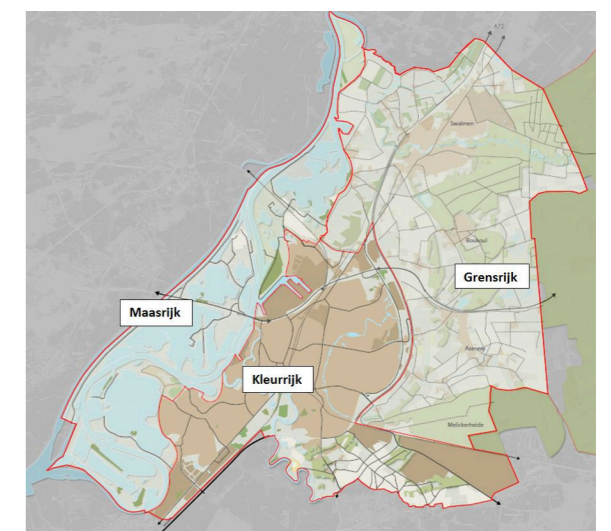 A73
Swalmen
Boukoul
Grensrijk
Maasrijk
Asenray
Kleurrijk
Melickerheide